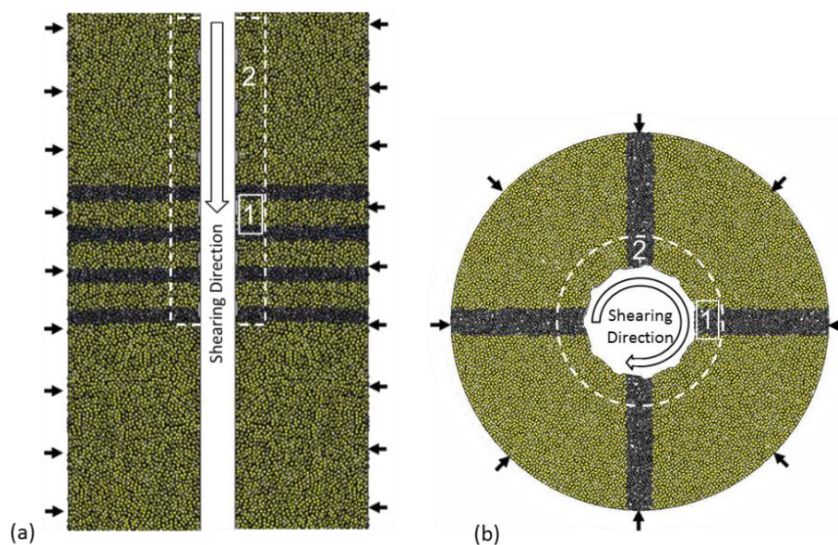 2
1
Shearing Direction
(a)
2
1
Shearing
Direction
(b)